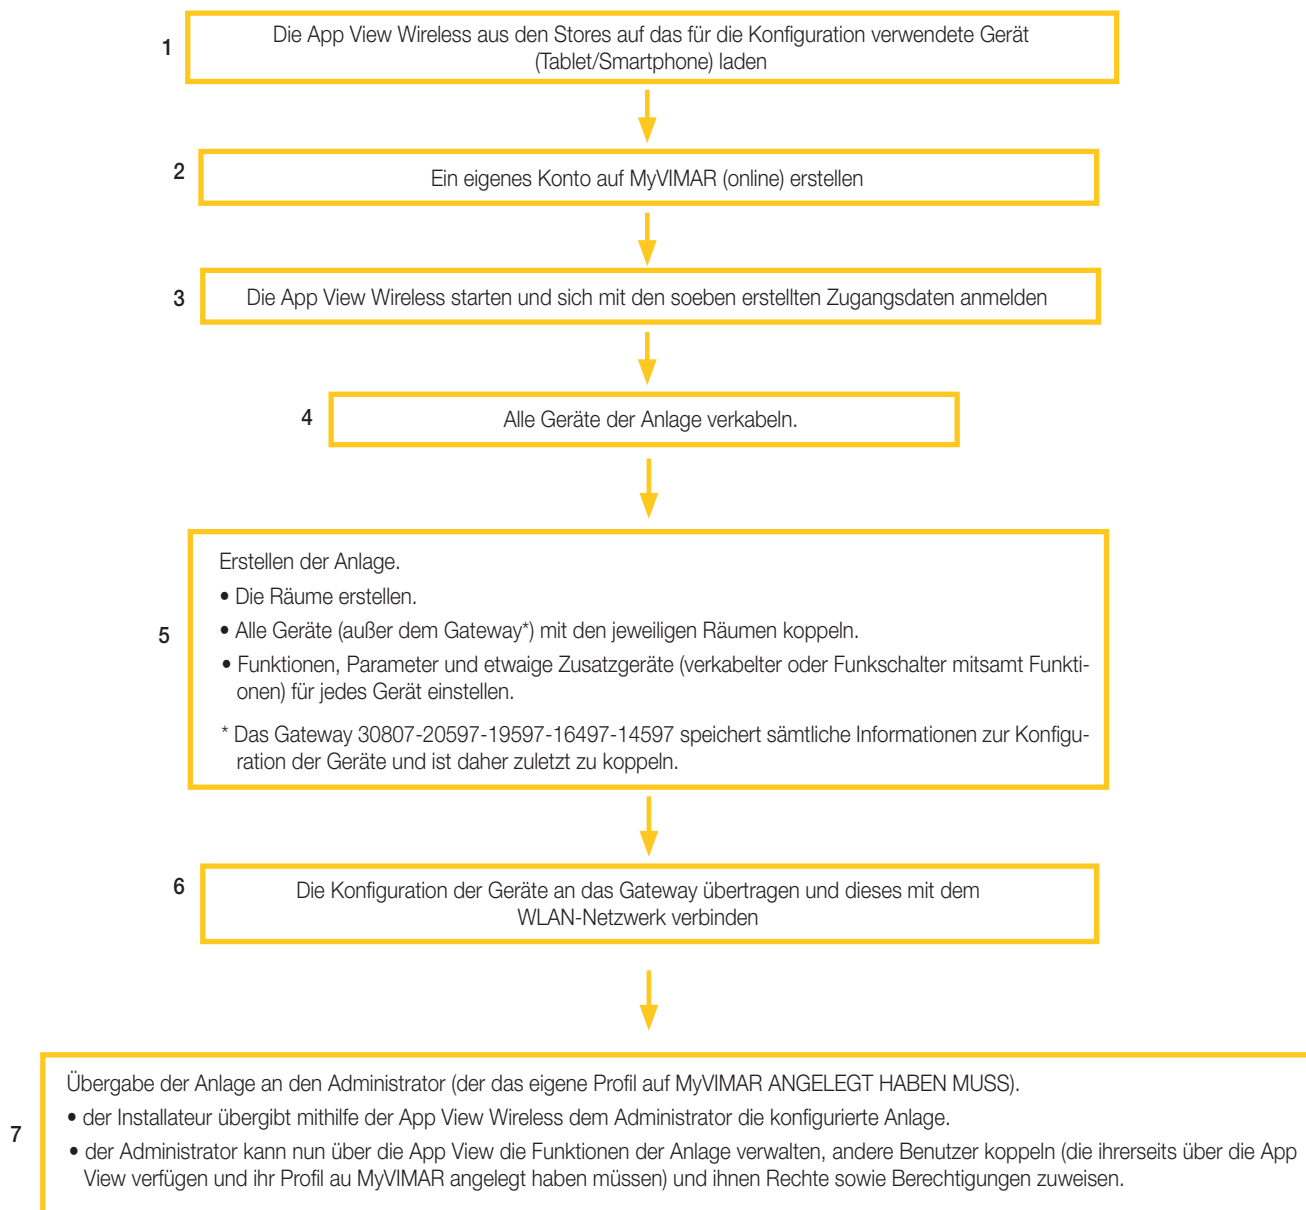 1
Die App View Wireless aus den Stores auf das für die Konfiguration verwendete Gerät
(Tablet/Smartphone) laden
2
Ein eigenes Konto auf MyVIMAR (online) erstellen
3
Die App View Wireless starten und sich mit den soeben erstellten Zugangsdaten anmelden
4
Alle Geräte der Anlage verkabeln.
5
Erstellen der Anlage.
• Die Räume erstellen.
• Alle Geräte (außer dem Gateway*) mit den jeweiligen Räumen koppeln.
• Funktionen, Parameter und etwaige Zusatzgeräte (verkabelter oder Funkschalter mitsamt Funkti-
onen) für jedes Gerät einstellen.
* Das Gateway 30807-20597-19597-16497-14597 speichert sämtliche Informationen zur Konfigu-
ration der Geräte und ist daher zuletzt zu koppeln.
6
Die Konfiguration der Geräte an das Gateway übertragen und dieses mit dem
WLAN-Netzwerk verbinden
7
Übergabe der Anlage an den Administrator (der das eigene Profil auf MyVIMAR ANGELEGT HABEN MUSS).
• der Installateur übergibt mithilfe der App View Wireless dem Administrator die konfigurierte Anlage.
• der Administrator kann nun über die App View die Funktionen der Anlage verwalten, andere Benutzer koppeln (die ihrerseits über die App
View verfügen und ihr Profil au MyVIMAR angelegt haben müssen) und ihnen Rechte sowie Berechtigungen zuweisen.